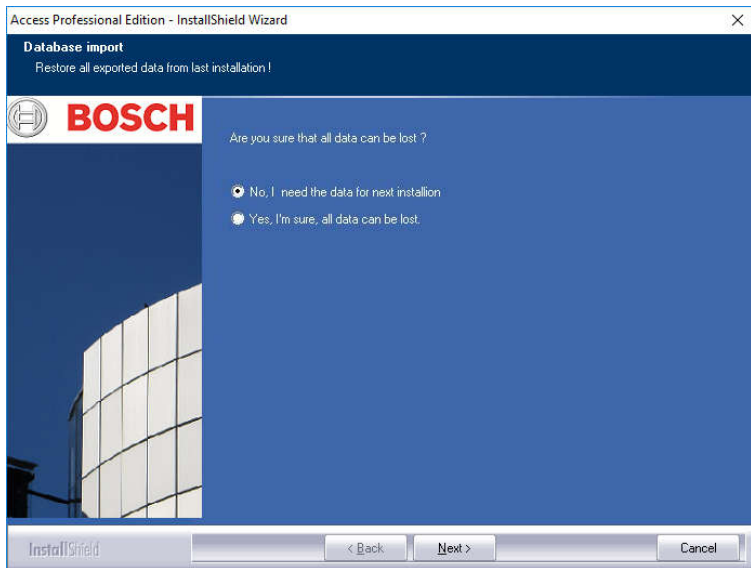 Access Professional Edition - InstallShield Wizard
Database import
Restore all exported data from last installation !
BOSCH
Are you sure that all data can be lost ?
No, I need the data for next installion
Yes, I'm sure, all data can be lost.
InstallShield
< Back
Next >
Cancel